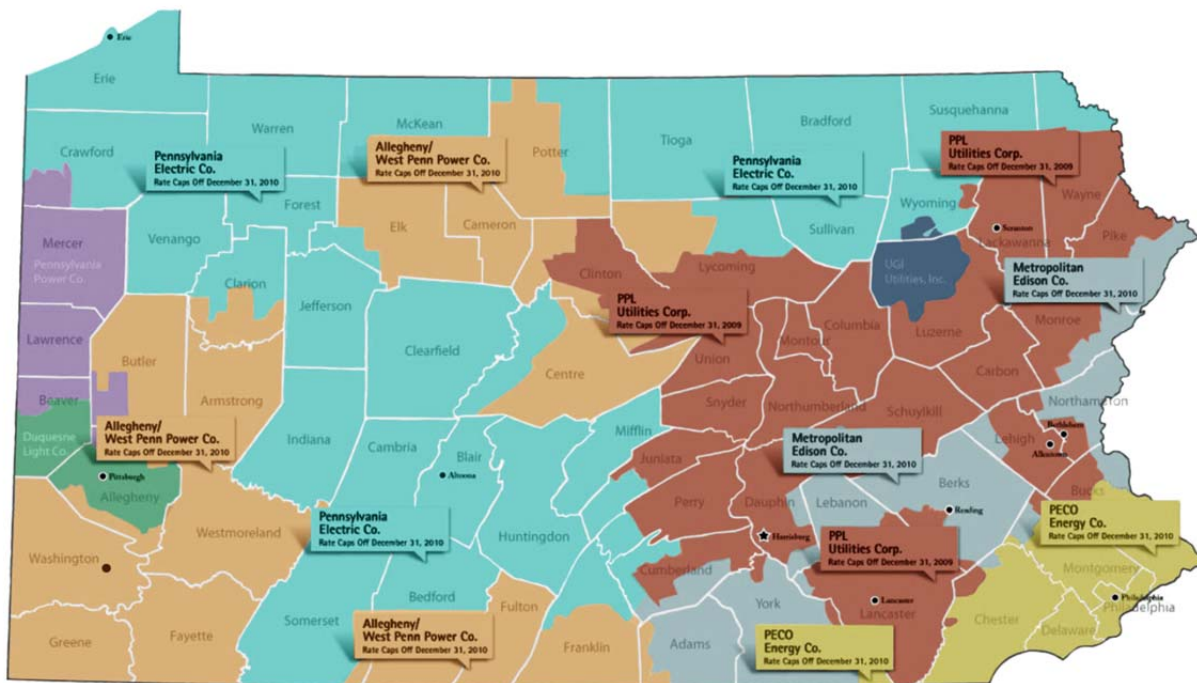 Erie
Erie
Crawford
Warren
McKean
Potter
Tioga
Bradford
Susquehanna
Pennsylvania
Electric Co.
Rate Caps Off December 31, 2010
Allegheny/
West Penn Power Co.
Rate Caps Off December 31, 2010
Pennsylvania
Electric Co.
Rate Caps Off December 31, 2010
PPL
Utilities Corp.
Rate Caps Off December 31, 2009
Wayne
Forest
Elk
Cameron
Sullivan
Wyoming
Scranton
Lackawanna
Pike
Mercer
Pennsylvania
Power Co.
Venango
Clarion
Jefferson
Clinton
Lycoming
UGI
Utilities, Inc.
Metropolitan
Edison Co.
Rate Caps Off December 31, 2010
PPL
Utilities Corp.
Rate Caps Off December 31, 2009
Lawrence
Butler
Clearfield
Centre
Union
Montour
Columbia
Luzerne
Monroe
Carbon
Beaver
Armstrong
Snyder
Northumberland
Schuylkill
Northampton
Allegheny/
West Penn Power Co.
Rate Caps Off December 31, 2010
Duquesne
Light Co.
Indiana
Cambria
Blair
Altoona
Mifflin
Juniata
Metropolitan
Edison Co.
Rate Caps Off December 31, 2010
Lehigh
Bethlehem
Pittsburgh
Allegheny
Perry
Dauphin
Lebanon
Berks
Reading
Bucks
Pennsylvania
Electric Co.
Rate Caps Off December 31, 2010
Westmoreland
Huntingdon
Harrisburg
PPL
Utilities Corp.
Rate Caps Off December 31, 2009
PECO
Energy Co.
Rate Caps Off December 31, 2010
Washington
Cumberland
Montgomery
Bedford
Fulton
York
Lancaster
Lancaster
Philadelphia
Philadelphia
Greene
Fayette
Somerset
Allegheny/
West Penn Power Co.
Rate Caps Off December 31, 2010
Franklin
Adams
PECO
Energy Co.
Rate Caps Off December 31, 2010
Chester
Delaware